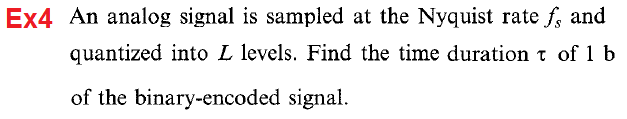 Ex4 An analog signal is sampled at the Nyquist rate fₛ and
quantized into L levels. Find the time duration τ of 1 b
of the binary-encoded signal.